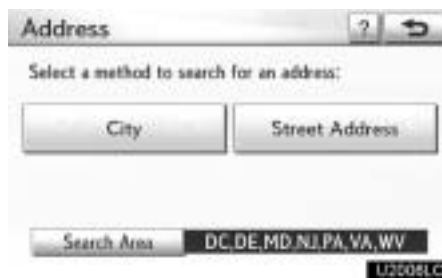 Address ?
Select a method to search for an address:
City Street Address
Search Area DC,DE,MD,NJ,PA,VA,WV
U2008LC